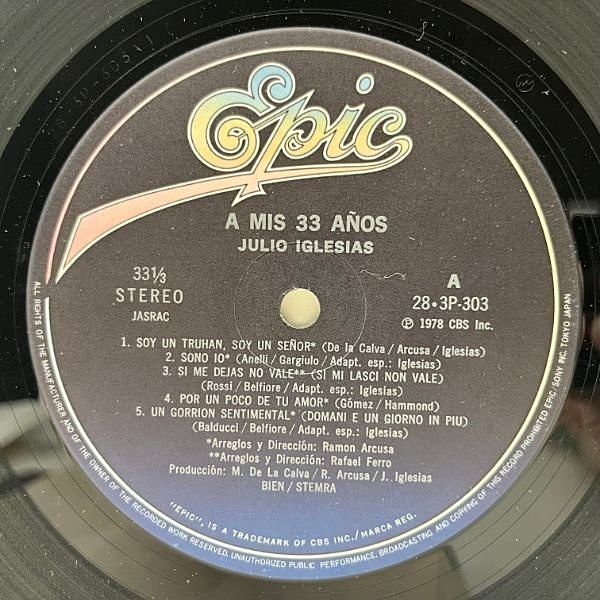 28-3P-303A1
Epic
A MIS 33 AÑOS
JULIO IGLESIAS
33⅓
STEREO
JASRAC
A
28•3P-303
Ⓟ 1978 CBS Inc.
1. SOY UN TRUHAN, SOY UN SEÑOR* (De la Calva / Arcusa / Iglesias)
2. SONO IO* (Anelli / Gargiulo / Adapt. esp.: Iglesias)
3. SI ME DEJAS NO VALE** (SI MI LASCI NON VALE)
(Rossi / Belfiore / Adapt. esp.: Iglesias)
4. POR UN POCO DE TU AMOR* (Gómez / Hammond)
5. UN GORRION SENTIMENTAL* (DOMANI E UN GIORNO IN PIU)
(Balducci / Belfiore / Adapt. esp.: Iglesias)
*Arreglos y Dirección: Ramon Arcusa
**Arreglos y Dirección: Rafael Ferro
Producción: M. De La Calva / R. Arcusa / J. Iglesias
BIEN / STEMRA
"EPIC", IS A TRADEMARK OF CBS INC. / MARCA REG.
ALL RIGHTS OF THE MANUFACTURER AND OF THE OWNER OF THE RECORDED WORK RESERVED. UNAUTHORIZED PUBLIC PERFORMANCE, BROADCASTING AND COPYING OF THIS RECORD PROHIBITED EPIC/SONY INC. TOKYO JAPAN